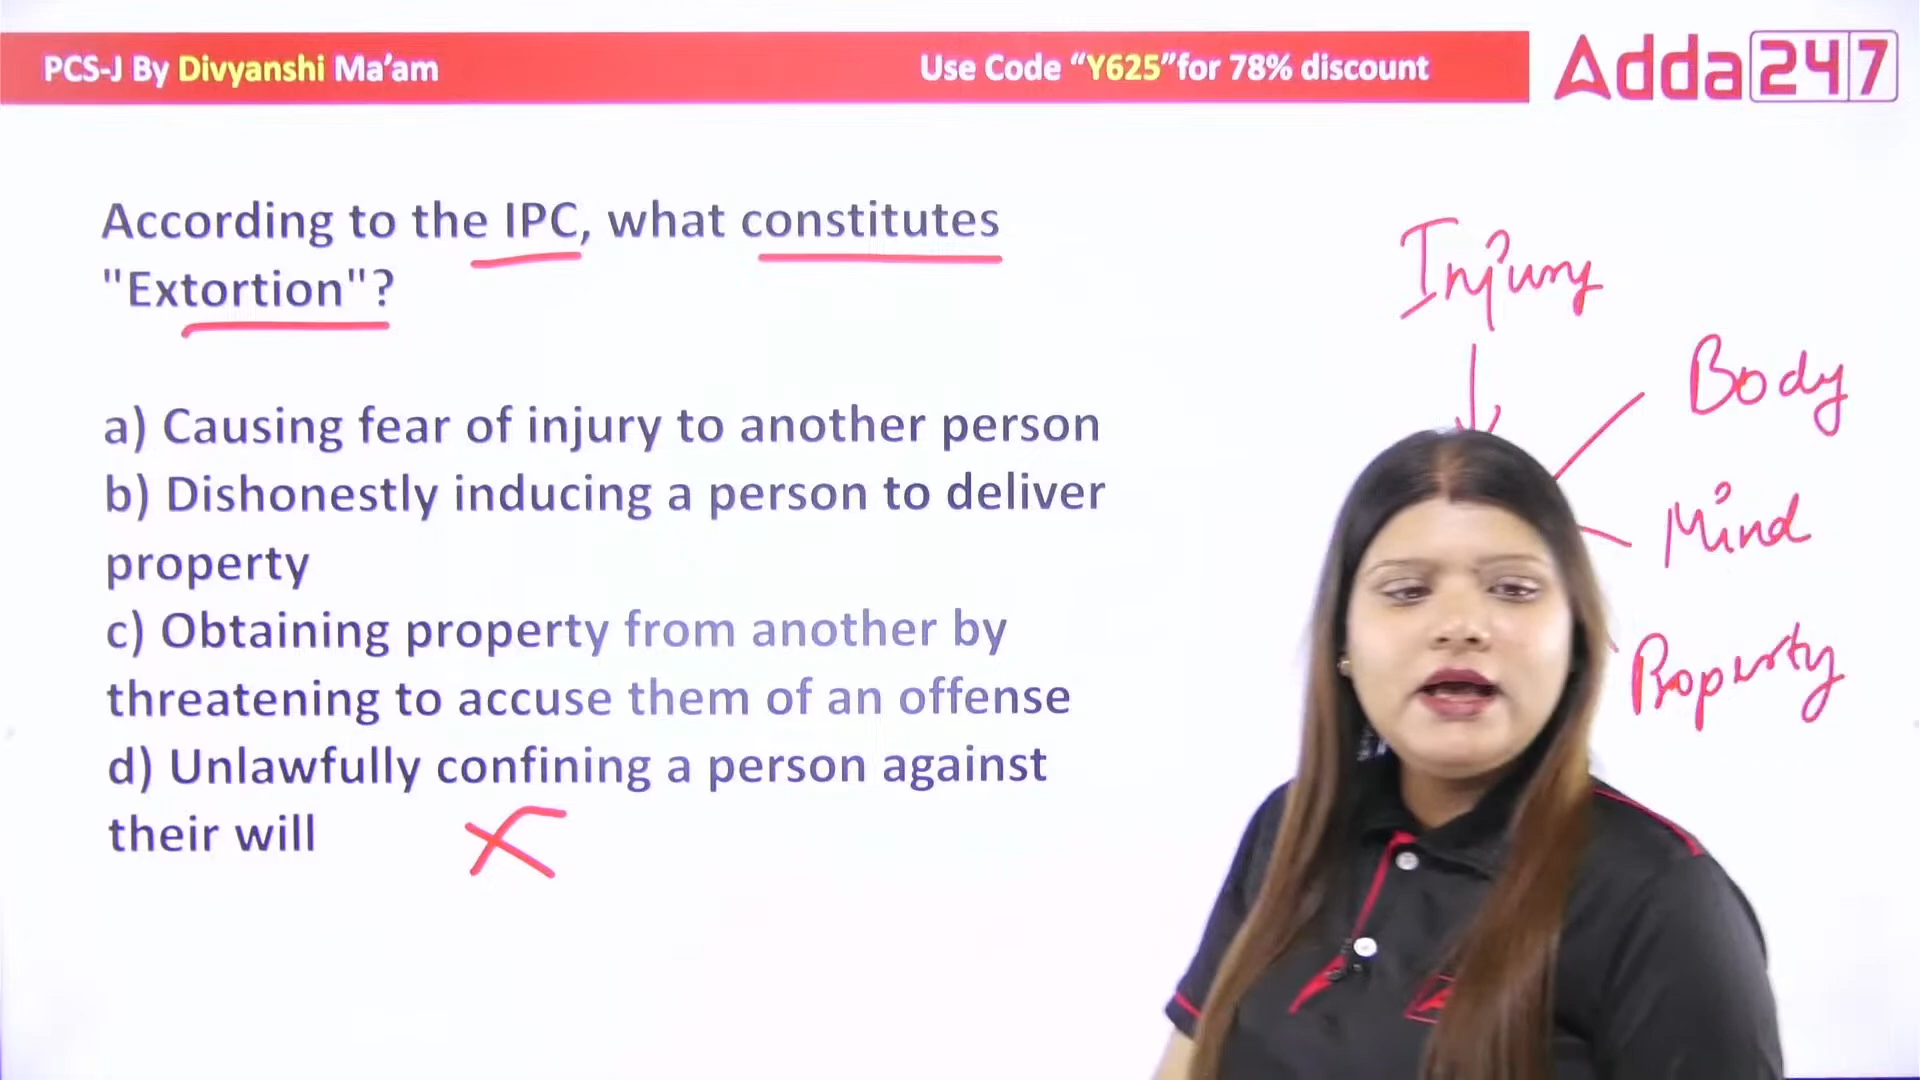 PCS-J By Divyanshi Ma’am
Use Code “Y625”for 78% discount
Adda247
According to the IPC, what constitutes
"Extortion"?
a) Causing fear of injury to another person
b) Dishonestly inducing a person to deliver
property
c) Obtaining property from another by
threatening to accuse them of an offense
d) Unlawfully confining a person against
their will
Injury
Body
Mind
Property